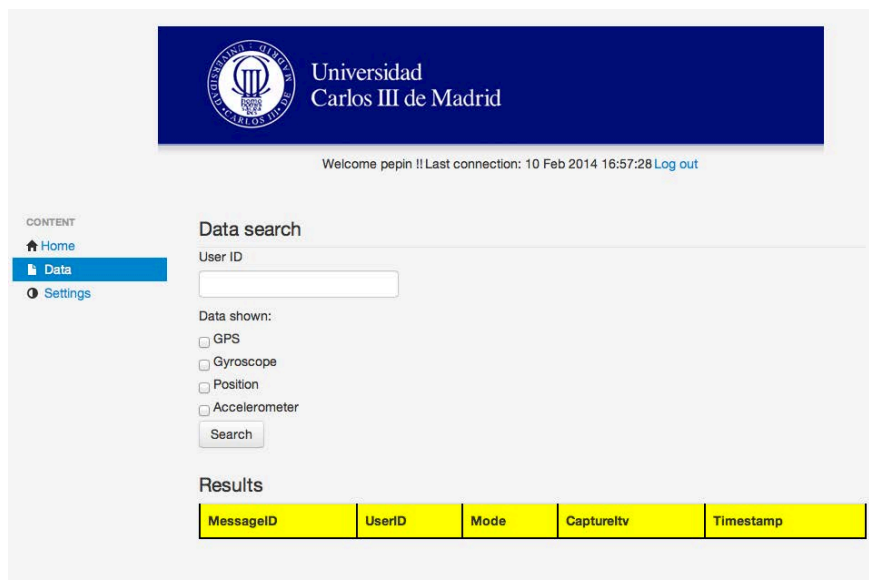 Universidad
Carlos III de Madrid
Welcome pepin !! Last connection: 10 Feb 2014 16:57:28 Log out
CONTENT
Home
Data
Settings
Data search
User ID
Data shown:
GPS
Gyroscope
Position
Accelerometer
Search
Results
MessageID UserID Mode CaptureItv Timestamp